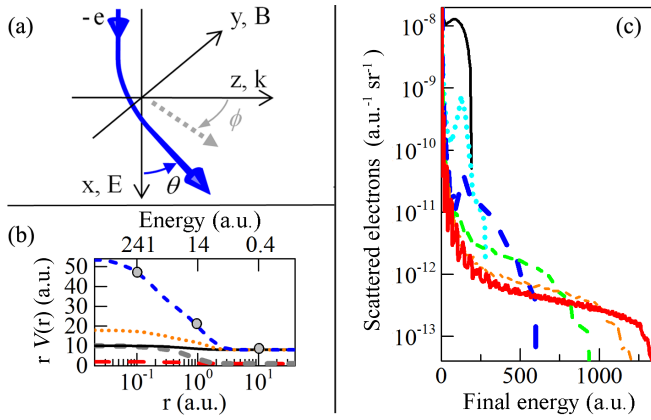 (a)
-e
y, B
z, k
ϕ
x, E
θ
(b)
Energy (a.u.)
241 14 0.4
r V(r) (a.u.)
50
40
30
20
10
0
10⁻¹ 10⁰ 10¹
r (a.u.)
(c)
Scattered electrons (a.u.⁻¹ sr⁻¹)
10⁻⁸
10⁻⁹
10⁻¹⁰
10⁻¹¹
10⁻¹²
10⁻¹³
0 500 1000
Final energy (a.u.)